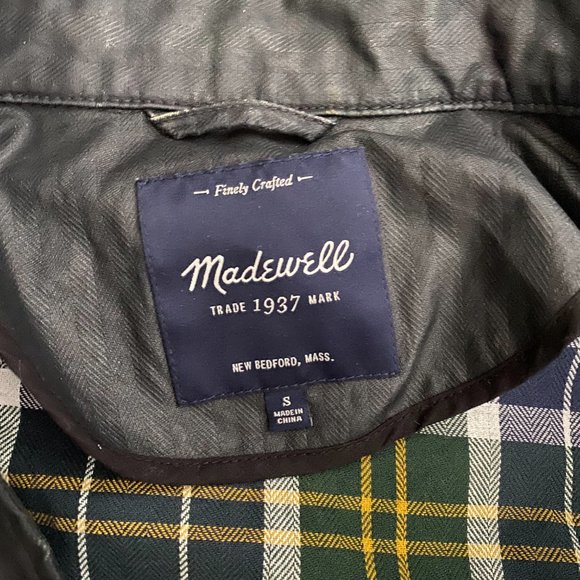 Finely Crafted
Madewell
TRADE 1937 MARK
NEW BEDFORD, MASS.
S
MADE IN
CHINA